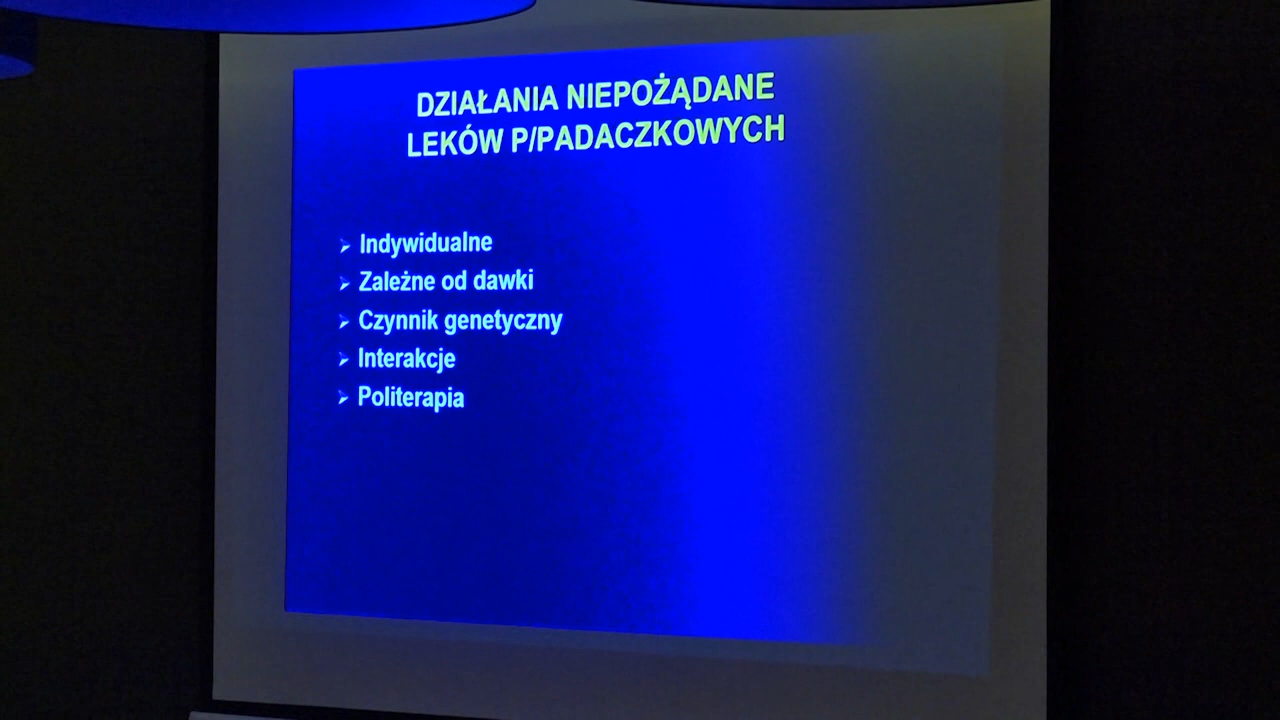 DZIAŁANIA NIEPOŻĄDANE
LEKÓW P/PADACZKOWYCH
Indywidualne
Zależne od dawki
Czynnik genetyczny
Interakcje
Politerapia